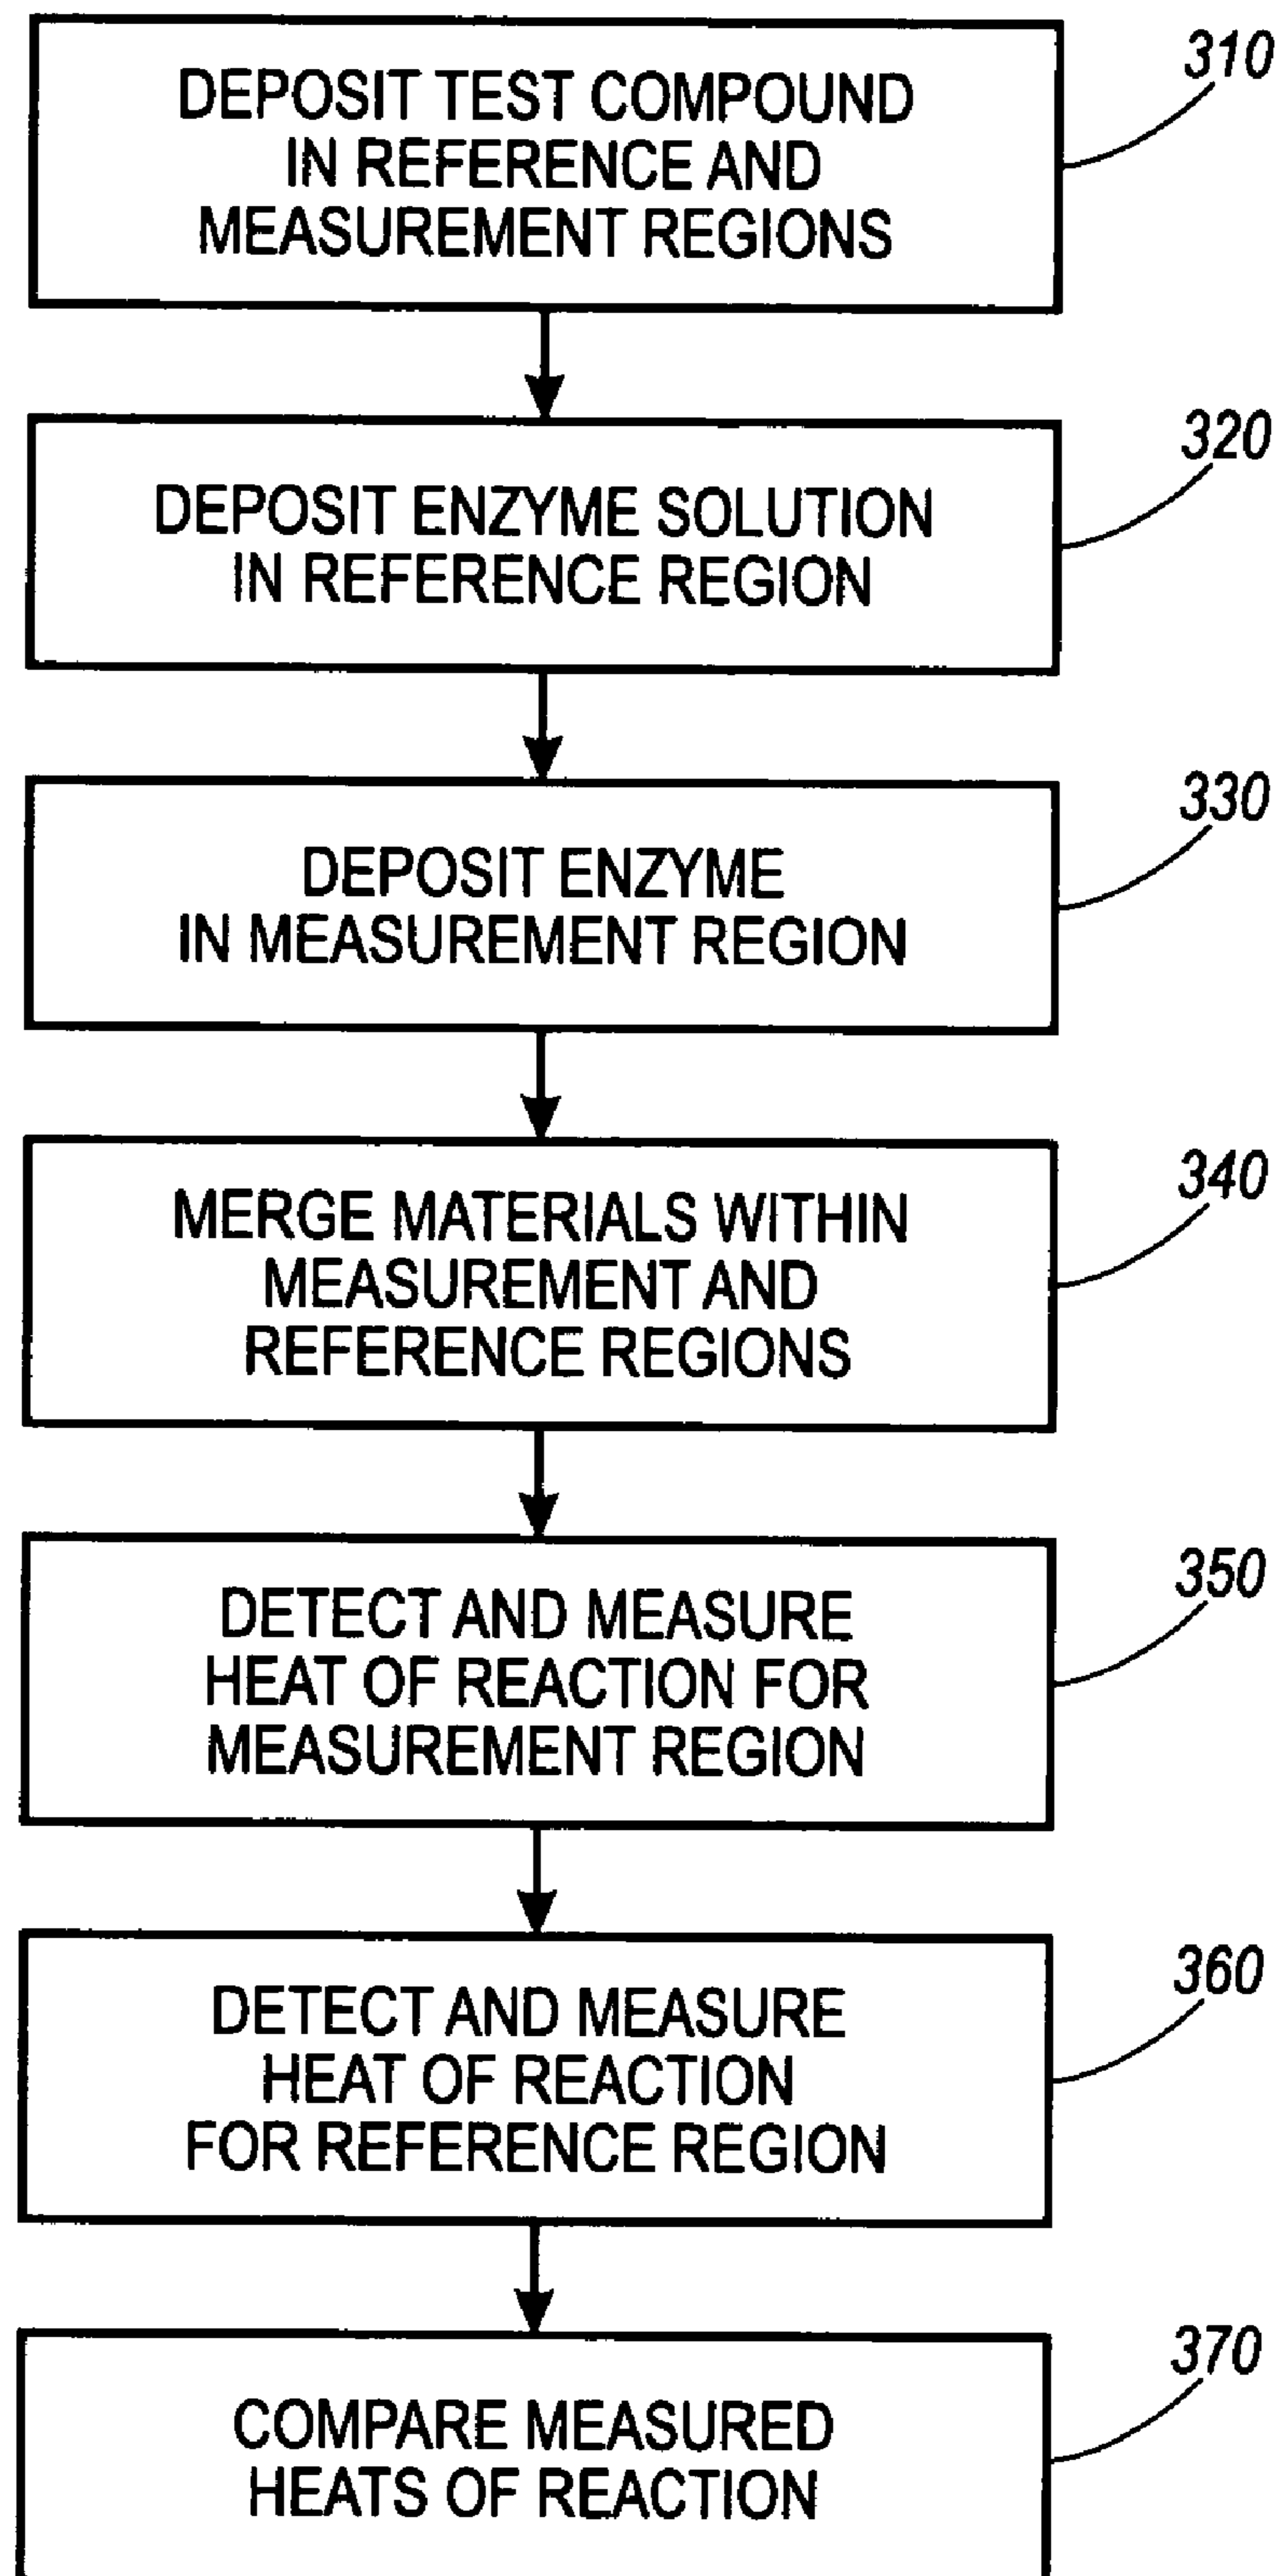 310
DEPOSIT TEST COMPOUND
IN REFERENCE AND
MEASUREMENT REGIONS
320
DEPOSIT ENZYME SOLUTION
IN REFERENCE REGION
330
DEPOSIT ENZYME
IN MEASUREMENT REGION
340
MERGE MATERIALS WITHIN
MEASUREMENT AND
REFERENCE REGIONS
350
DETECT AND MEASURE
HEAT OF REACTION FOR
MEASUREMENT REGION
360
DETECT AND MEASURE
HEAT OF REACTION
FOR REFERENCE REGION
370
COMPARE MEASURED
HEATS OF REACTION